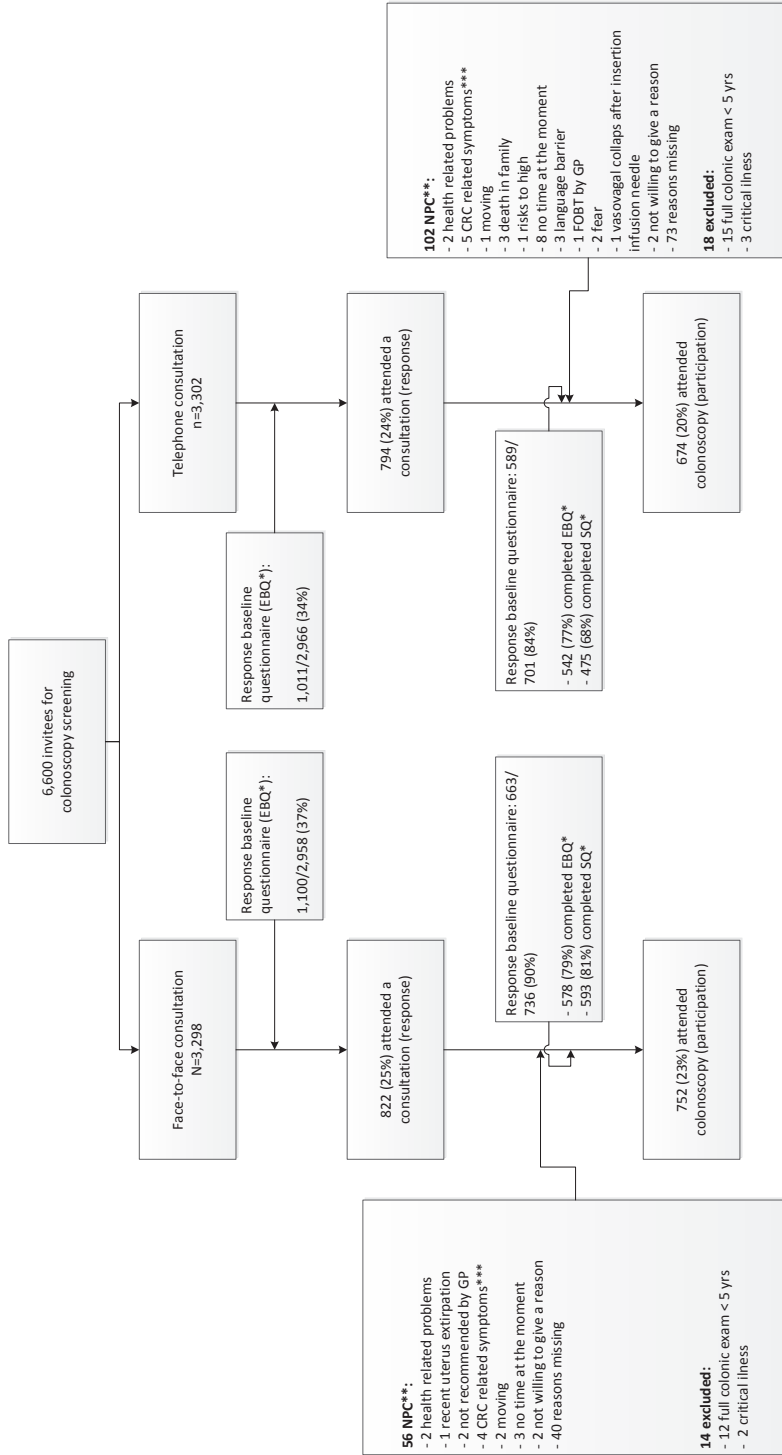 6,600 invitees for
colonoscopy screening
Face-to-face consultation
N=3,298
Telephone consultation
n=3,302
Response baseline
questionnaire (EBQ*):
1,100/2,958 (37%)
Response baseline
questionnaire (EBQ*):
1,011/2,966 (34%)
822 (25%) attended a
consultation (response)
794 (24%) attended a
consultation (response)
56 NPC**:
- 2 health related problems
- 1 recent uterus extirpation
- 2 not recommended by GP
- 4 CRC related symptoms***
- 2 moving
- 3 no time at the moment
- 2 not willing to give a reason
- 40 reasons missing
14 excluded:
- 12 full colonic exam < 5 yrs
- 2 critical ilness
Response baseline questionnaire: 663/
736 (90%)
- 578 (79%) completed EBQ*
- 593 (81%) completed SQ*
Response baseline questionnaire: 589/
701 (84%)
- 542 (77%) completed EBQ*
- 475 (68%) completed SQ*
102 NPC**:
- 2 health related problems
- 5 CRC related symptoms***
- 1 moving
- 3 death in family
- 1 risks to high
- 8 no time at the moment
- 3 language barrier
- 1 FOBT by GP
- 2 fear
- 1 vasovagal collaps after insertion
infusion needle
- 2 not willing to give a reason
- 73 reasons missing
18 excluded:
- 15 full colonic exam < 5 yrs
- 3 critical ilness
752 (23%) attended
colonoscopy (participation)
674 (20%) attended
colonoscopy (participation)